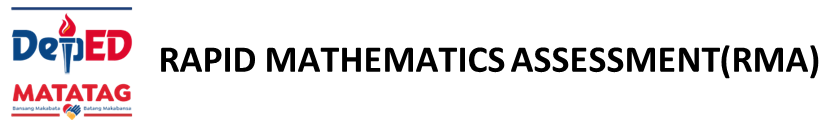 DepED
MATATAG
Bansang Makabata Batang Makabansa
RAPID MATHEMATICS ASSESSMENT(RMA)